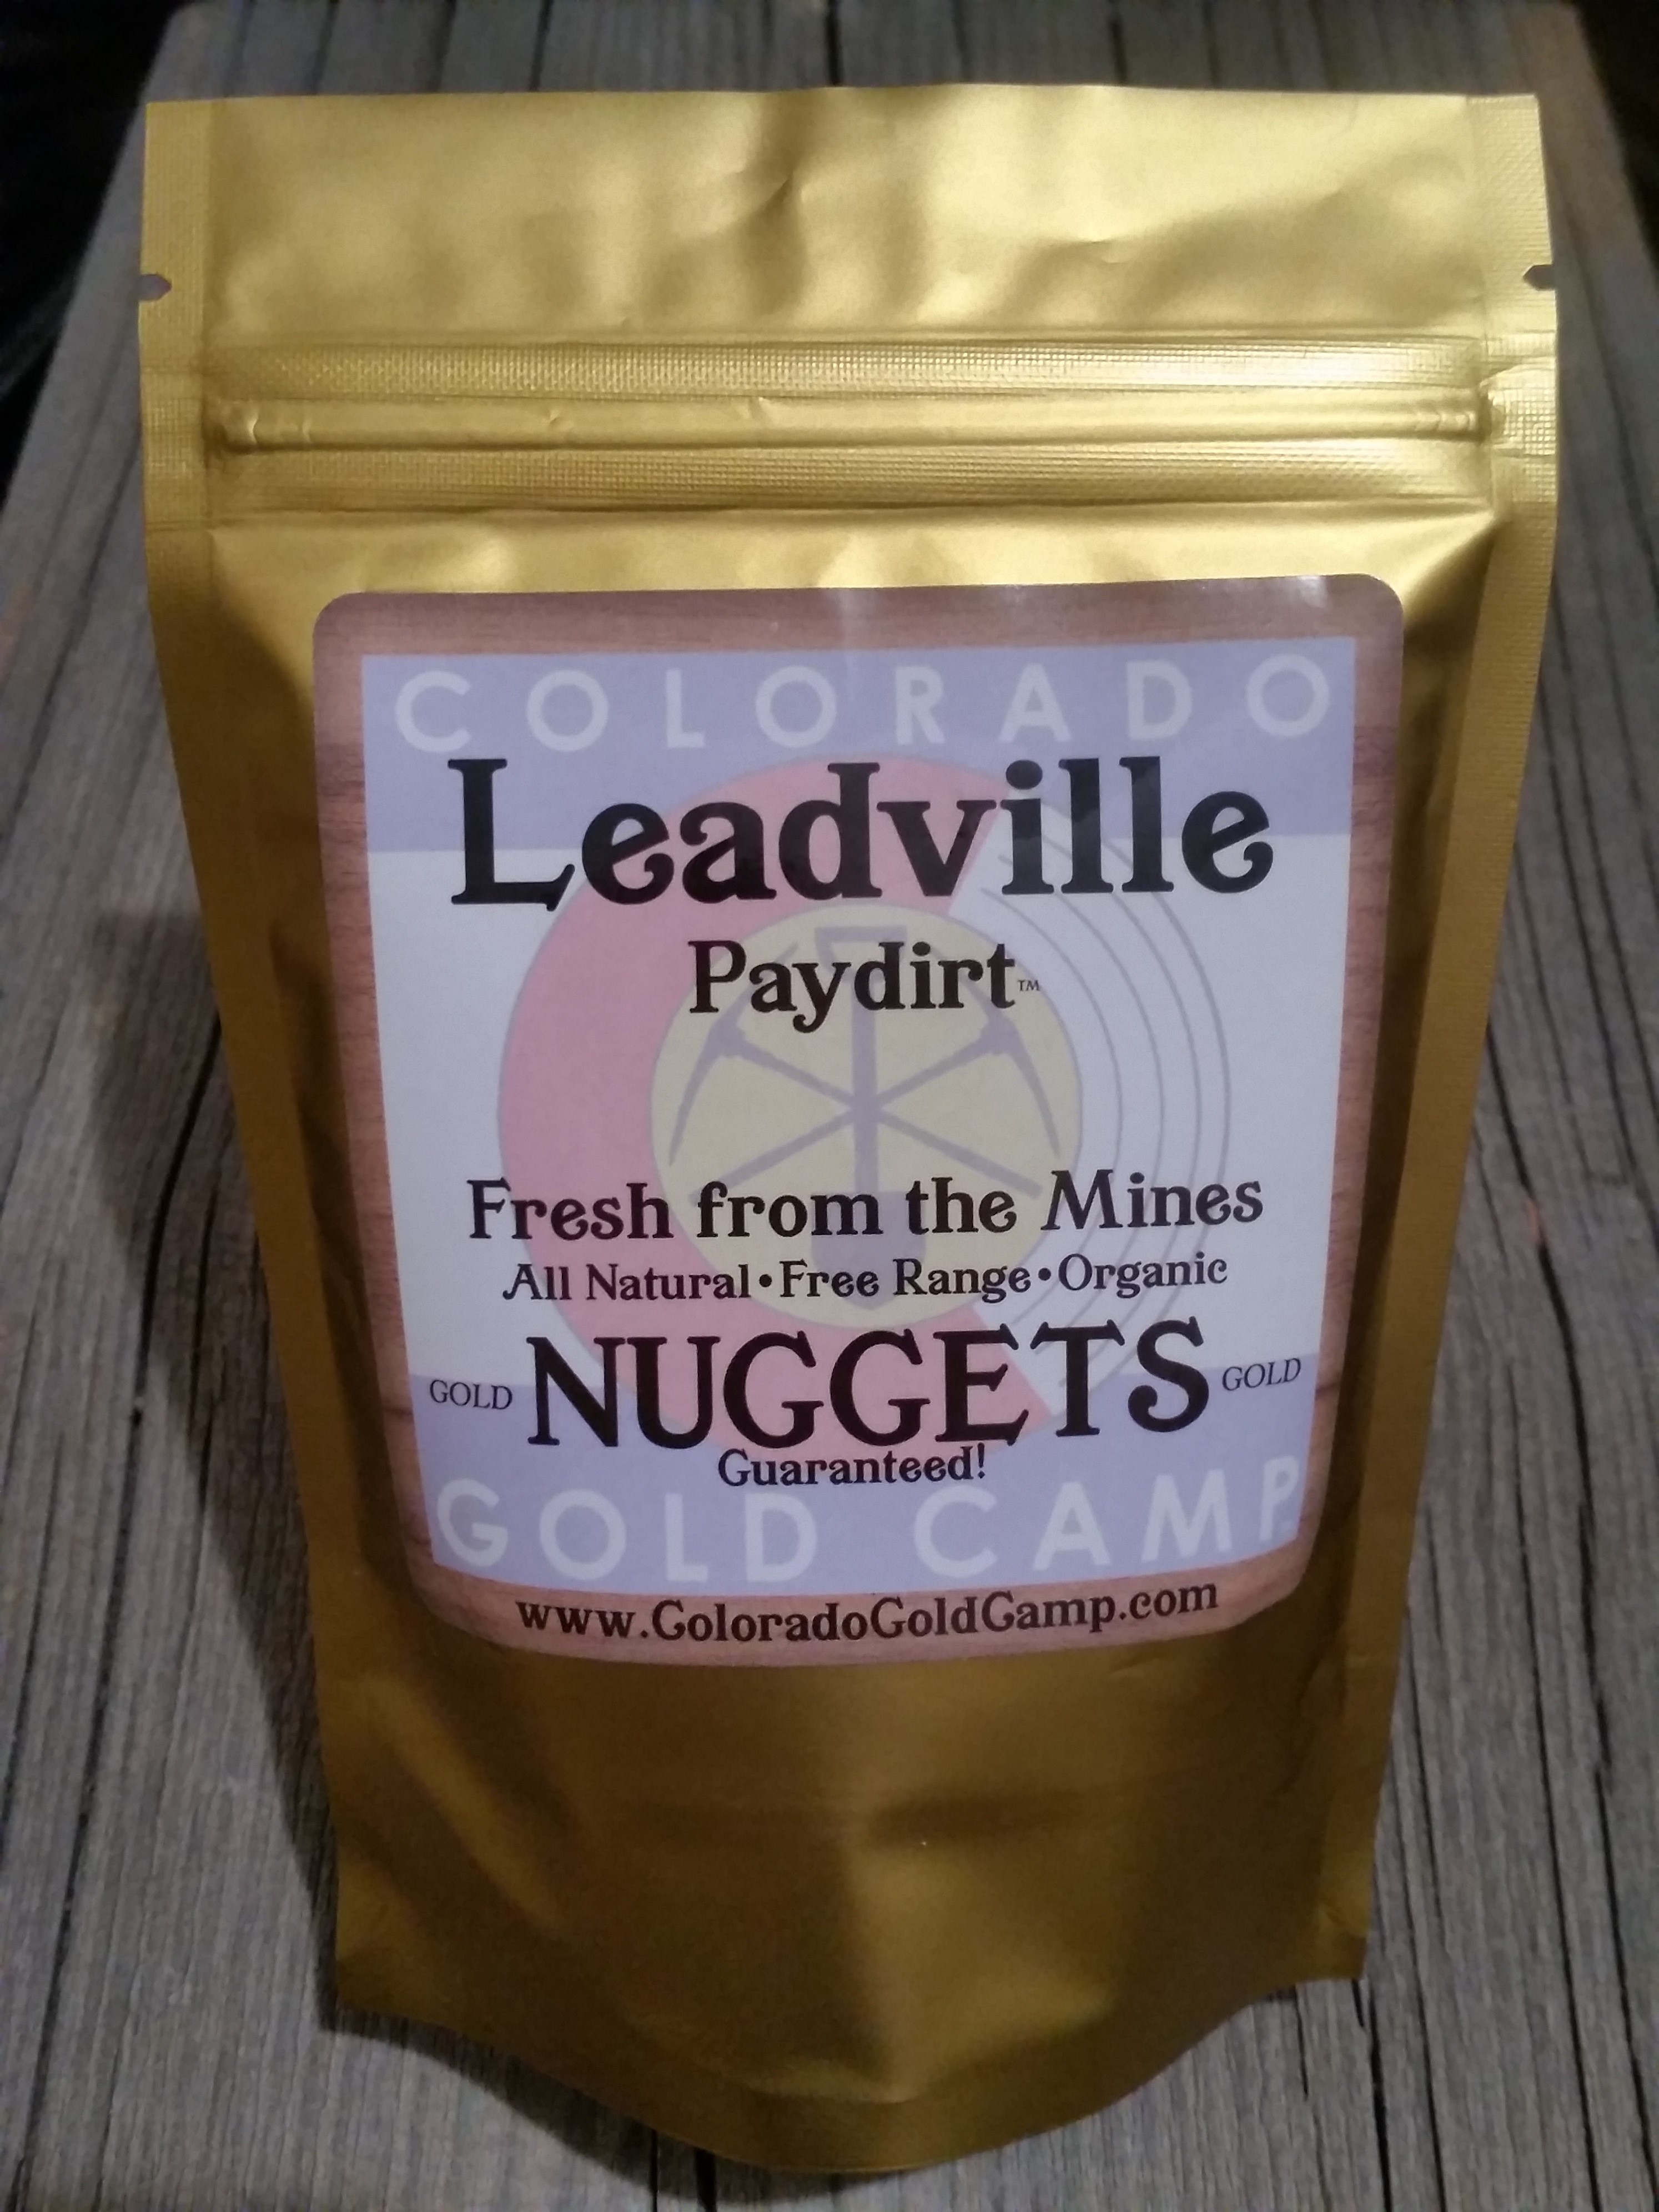 COLORADO
Leadville
Paydirt™
Fresh from the Mines
All Natural•Free Range•Organic
GOLD NUGGETS GOLD
Guaranteed!
GOLD CAMP
www.ColoradoGoldCamp.com